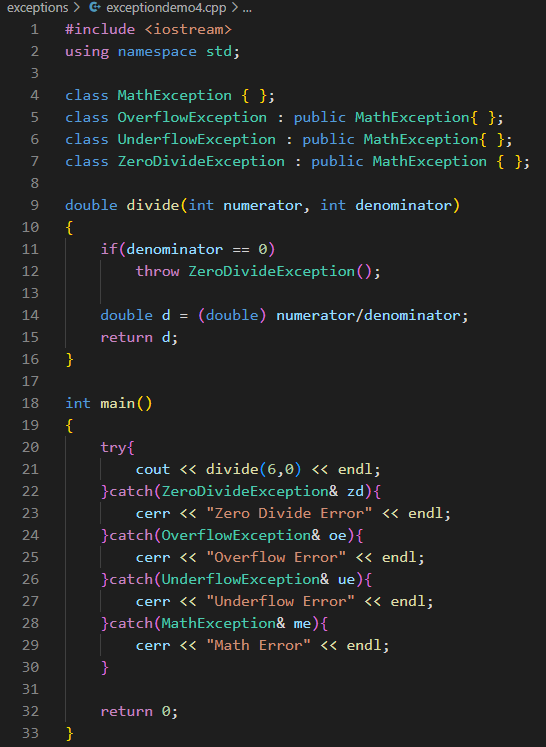 exceptions > exceptiondemo4.cpp > ...
1 #include <iostream>
2 using namespace std;
3
4 class MathException { };
5 class OverflowException : public MathException{ };
6 class UnderflowException : public MathException{ };
7 class ZeroDivideException : public MathException { };
8
9 double divide(int numerator, int denominator)
10 {
11     if(denominator == 0)
12         throw ZeroDivideException();
13
14     double d = (double) numerator/denominator;
15     return d;
16 }
17
18 int main()
19 {
20     try{
21         cout << divide(6,0) << endl;
22     }catch(ZeroDivideException& zd){
23         cerr << "Zero Divide Error" << endl;
24     }catch(OverflowException& oe){
25         cerr << "Overflow Error" << endl;
26     }catch(UnderflowException& ue){
27         cerr << "Underflow Error" << endl;
28     }catch(MathException& me){
29         cerr << "Math Error" << endl;
30     }
31
32     return 0;
33 }